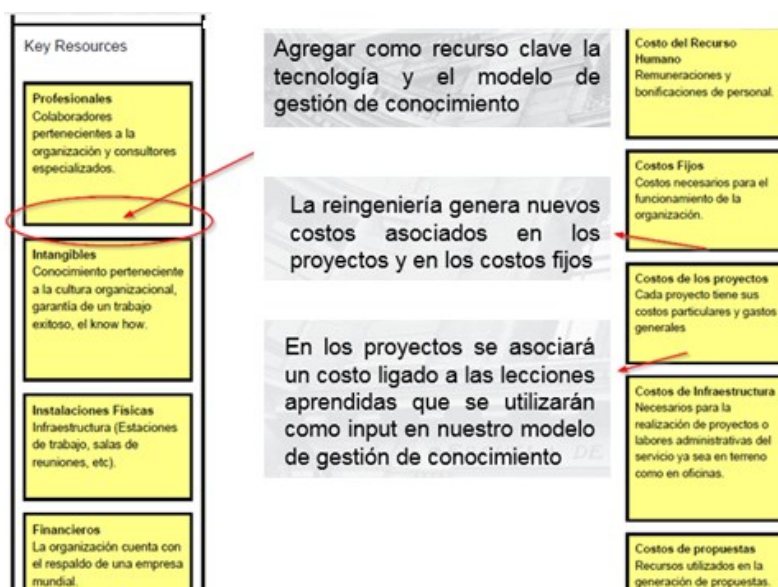 Key Resources
Profesionales
Colaboradores
pertenecientes a la
organización y consultores
especializados.
Intangibles
Conocimiento perteneciente
a la cultura organizacional,
garantía de un trabajo
exitoso, el know how.
Instalaciones Físicas
Infraestructura (Estaciones
de trabajo, salas de
reuniones, etc).
Financieros
La organización cuenta con
el respaldo de una empresa
mundial.
Agregar como recurso clave la
tecnología y el modelo de
gestión de conocimiento
La reingeniería genera nuevos
costos asociados en los
proyectos y en los costos fijos
En los proyectos se asociará
un costo ligado a las lecciones
aprendidas que se utilizarán
como input en nuestro modelo
de gestión de conocimiento
Costo del Recurso
Humano
Remuneraciones y
bonificaciones de personal.
Costos Fijos
Costos necesarios para el
funcionamiento de la
organización.
Costos de los proyectos
Cada proyecto tiene sus
costos particulares y gastos
generales
Costos de Infraestructura
Necesarios para la
realización de proyectos o
labores administrativas del
servicio ya sea en terreno
como en oficinas.
Costos de propuestas
Recursos utilizados en la
generación de propuestas.